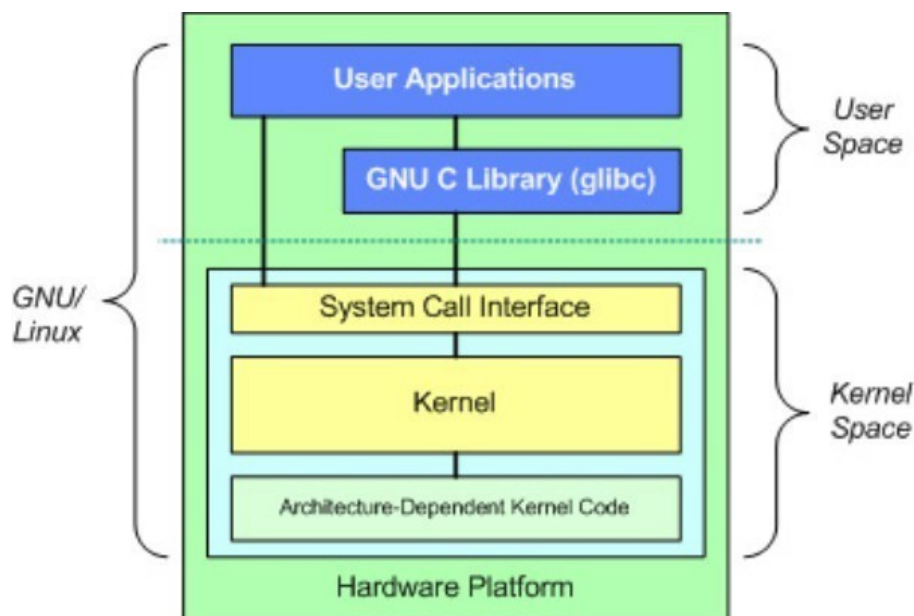 User Applications
User
Space
GNU C Library (glibc)
GNU/
Linux
System Call Interface
Kernel
Kernel
Space
Architecture-Dependent Kernel Code
Hardware Platform